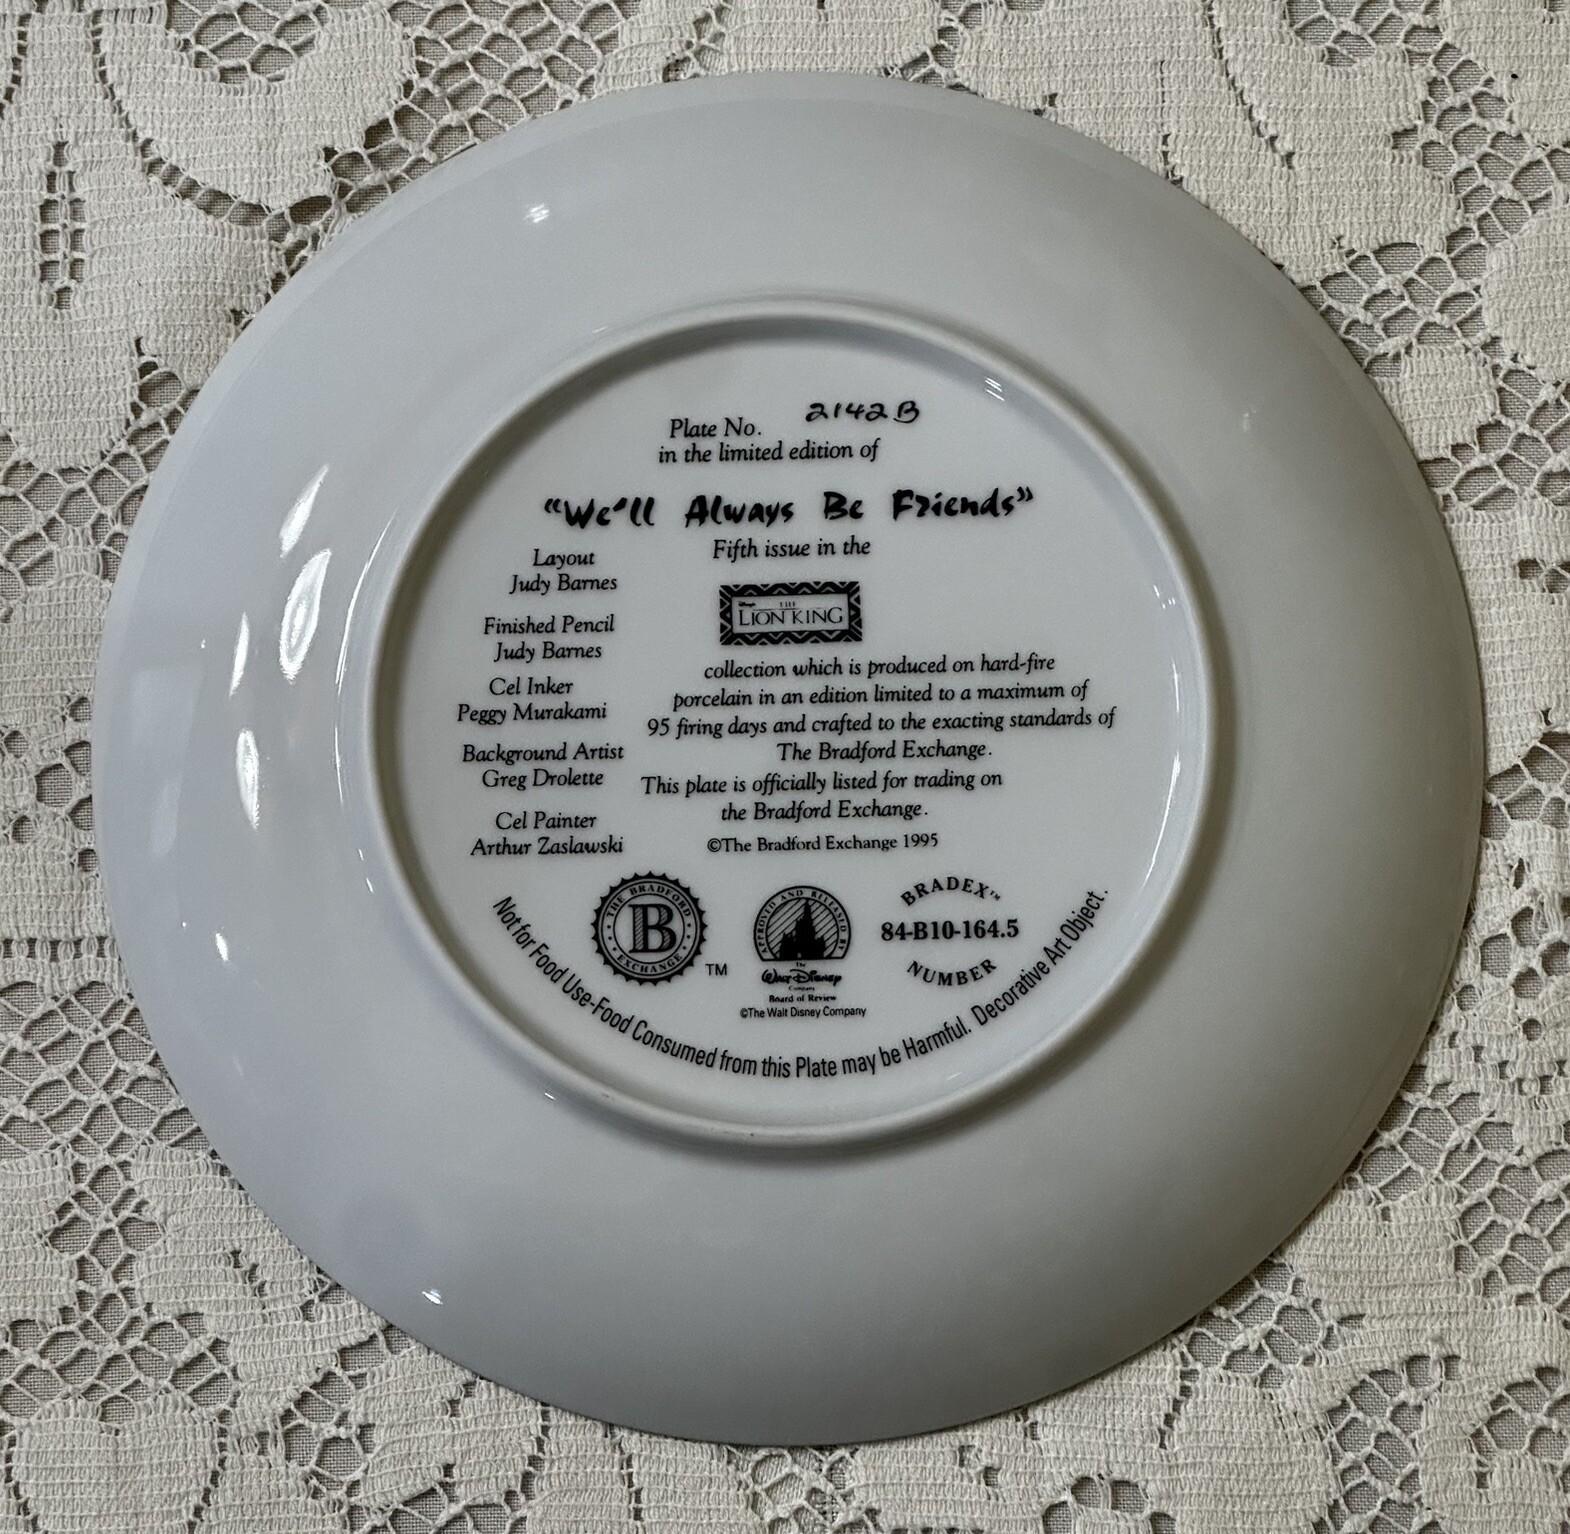 Plate No. 2142B
in the limited edition of
"We'll Always Be Friends"
Fifth issue in the
Disney's
THE
LION KING
collection which is produced on hard-fire
porcelain in an edition limited to a maximum of
95 firing days and crafted to the exacting standards of
The Bradford Exchange.
This plate is officially listed for trading on
the Bradford Exchange.
©The Bradford Exchange 1995
Layout
Judy Barnes
Finished Pencil
Judy Barnes
Cel Inker
Peggy Murakami
Background Artist
Greg Drolette
Cel Painter
Arthur Zaslawski
THE BRADFORD
B
EXCHANGE
TM
APPROVED AND RELEASED BY
The
Walt Disney
Company
Board of Review
©The Walt Disney Company
BRADEX™
84-B10-164.5
NUMBER
Not for Food Use-Food Consumed from this Plate may be Harmful. Decorative Art Object.